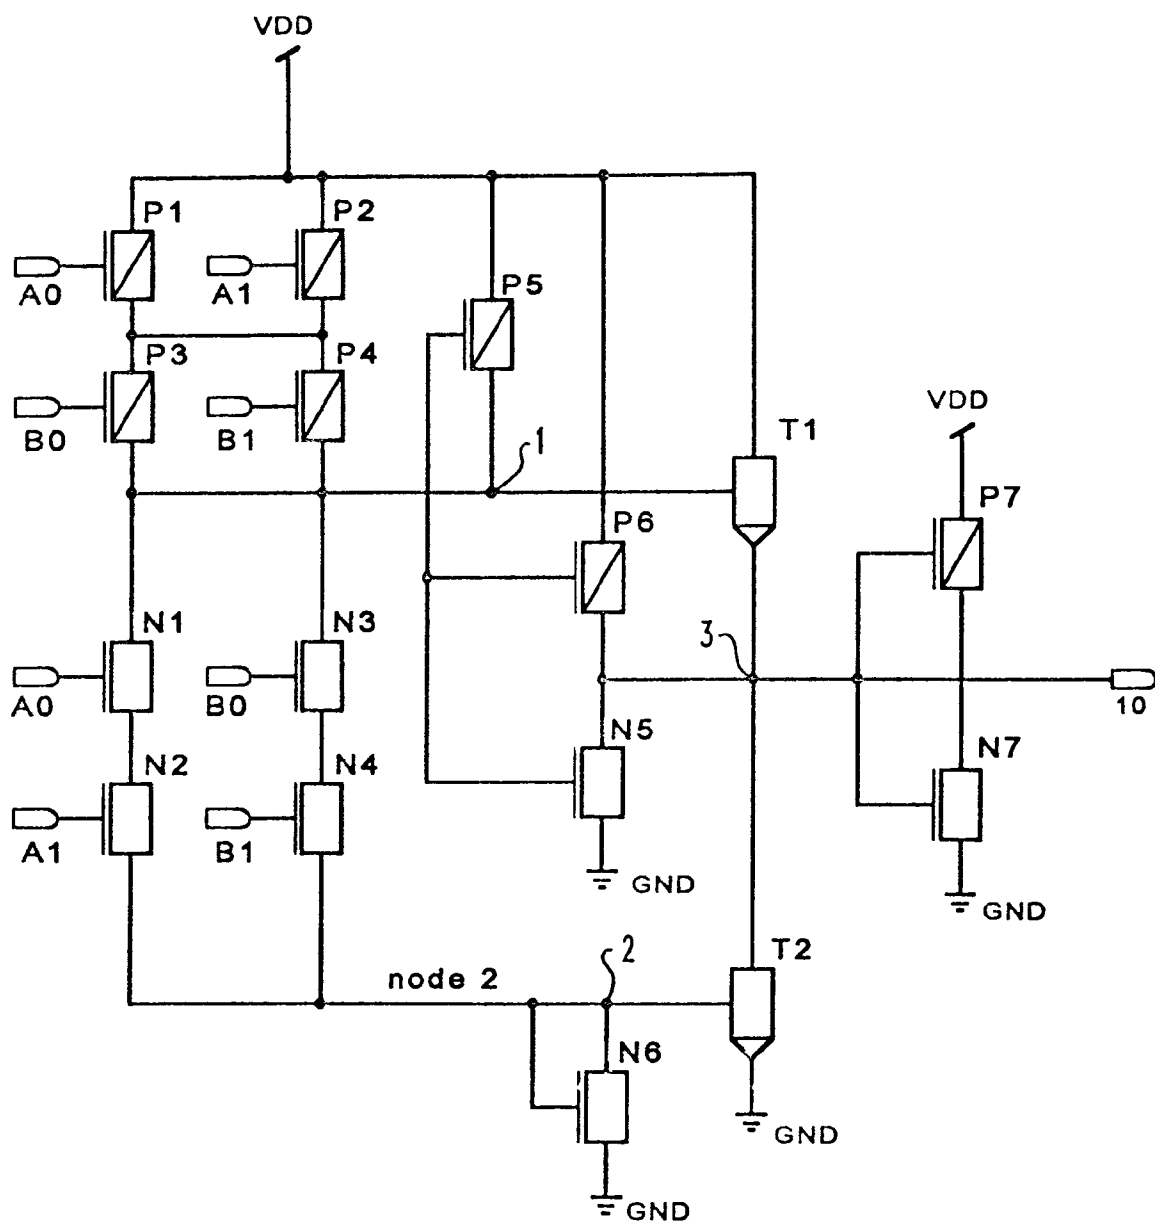 VDD
P1
P2
A0
A1
P5
P3
P4
B0
B1
VDD
T1
1
P7
P6
N1
N3
3
A0
B0
10
N5
N7
N2
N4
A1
B1
GND
GND
T2
2
node 2
N6
GND
GND